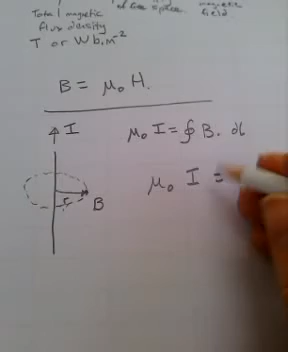 Total magnetic of free space. magnetic
flux density field.
T or Wb.m⁻²
B = μ₀ H.
I μ₀ I = ∮ B. dl
r B
μ₀ I =